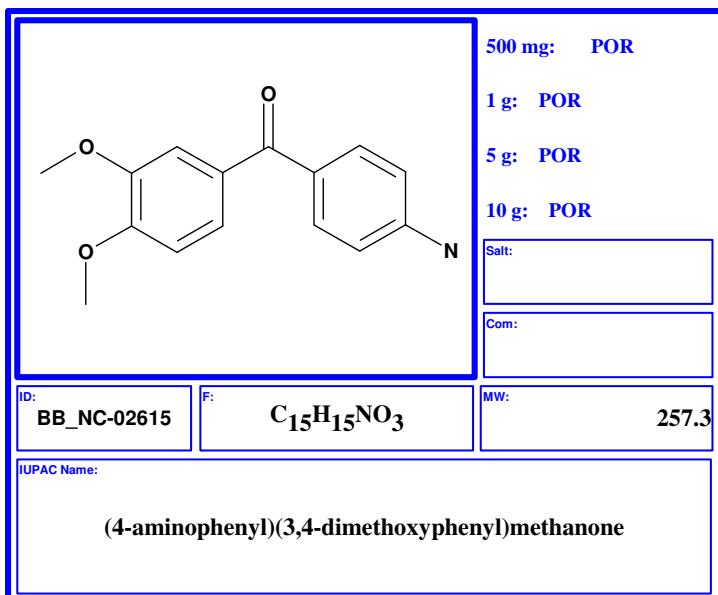 O
O
O
N
500 mg: POR
1 g: POR
5 g: POR
10 g: POR
Salt:
Com:
ID:
BB_NC-02615
F:
C15H15NO3
MW:
257.3
IUPAC Name:
(4-aminophenyl)(3,4-dimethoxyphenyl)methanone